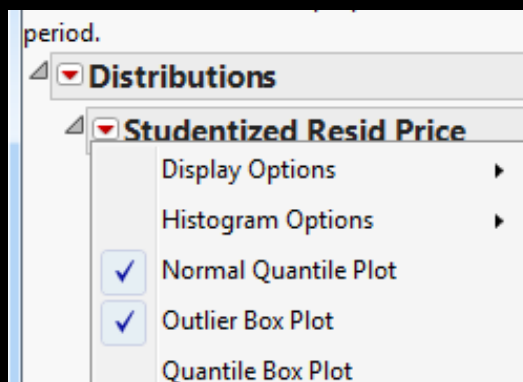 period.
Distributions
Studentized Resid Price
Display Options
Histogram Options
Normal Quantile Plot
Outlier Box Plot
Quantile Box Plot